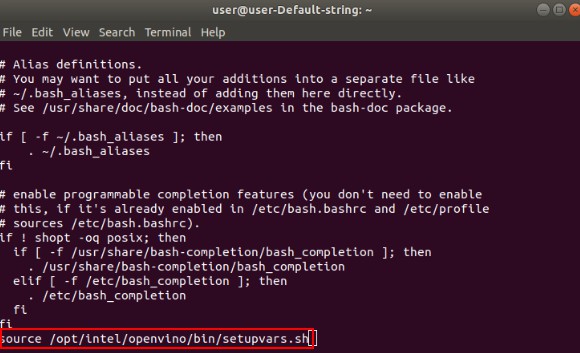 user@user-Default-string: ~
File Edit View Search Terminal Help
# Alias definitions.
# You may want to put all your additions into a separate file like
# ~/.bash_aliases, instead of adding them here directly.
# See /usr/share/doc/bash-doc/examples in the bash-doc package.
if [ -f ~/.bash_aliases ]; then
    . ~/.bash_aliases
fi
# enable programmable completion features (you don't need to enable
# this, if it's already enabled in /etc/bash.bashrc and /etc/profile
# sources /etc/bash.bashrc).
if ! shopt -oq posix; then
  if [ -f /usr/share/bash-completion/bash_completion ]; then
    . /usr/share/bash-completion/bash_completion
  elif [ -f /etc/bash_completion ]; then
    . /etc/bash_completion
  fi
fi
source /opt/intel/openvino/bin/setupvars.sh